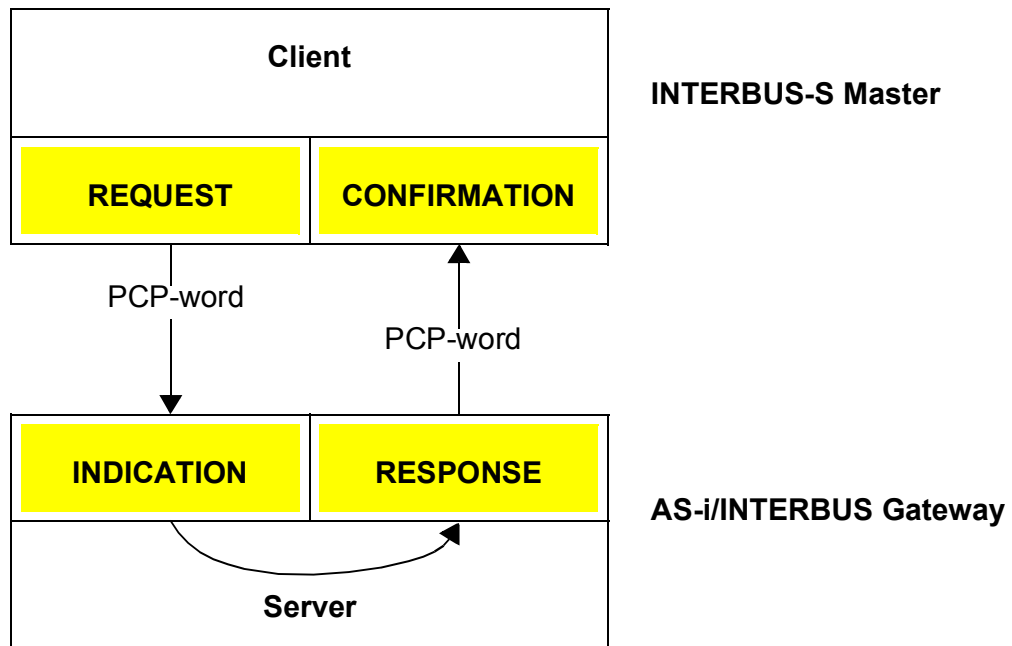 Client
INTERBUS-S Master
REQUEST
CONFIRMATION
PCP-word
PCP-word
INDICATION
RESPONSE
AS-i/INTERBUS Gateway
Server